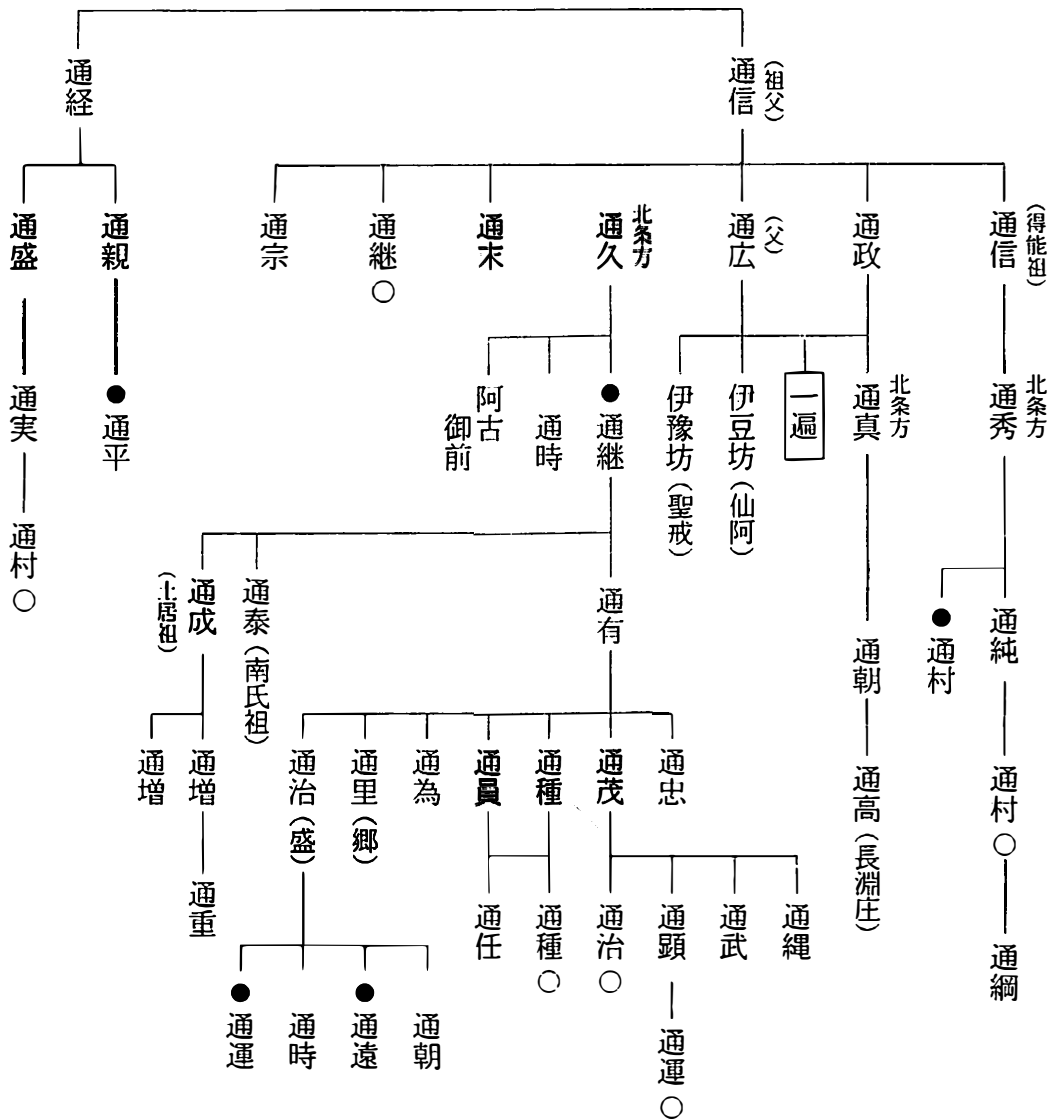 (祖父)
通信
通経
(得能祖)
通信
通政
(父)
通広
北条方
通久
通末
通継○
通宗
通親
通盛
北条方
通秀
北条方
通真
一遍
伊豆坊(仙阿)
伊豫坊(聖戒)
●通継
通時
阿古
御前
●通平
通実
通純
●通村
通朝
通有
通泰(南氏祖)
通成
(土居祖)
通村○
通村○
通高(長淵庄)
通忠
通茂
通種
通員
通為
通里(郷)
通治(盛)
通増
通増
通綱
通縄
通武
通顕
通治○
通種○
通任
通重
通運○
通朝
●通遠
通時
●通運